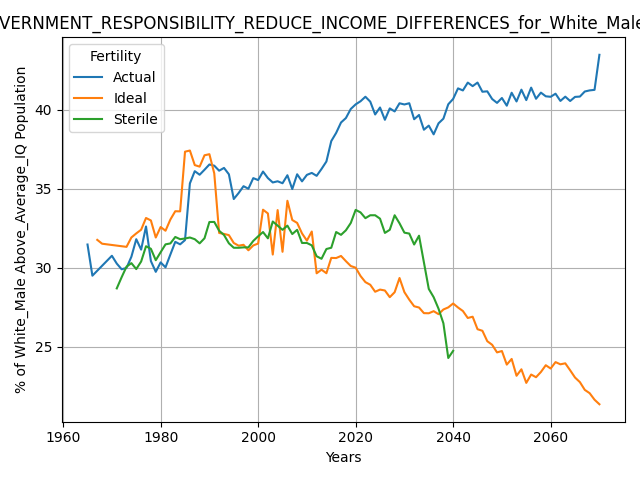 VERNMENT_RESPONSIBILITY_REDUCE_INCOME_DIFFERENCES_for_White_Male
Fertility
Actual
Ideal
Sterile
% of White_Male Above_Average_IQ Population
40
35
30
25
1960
1980
2000
2020
2040
2060
Years